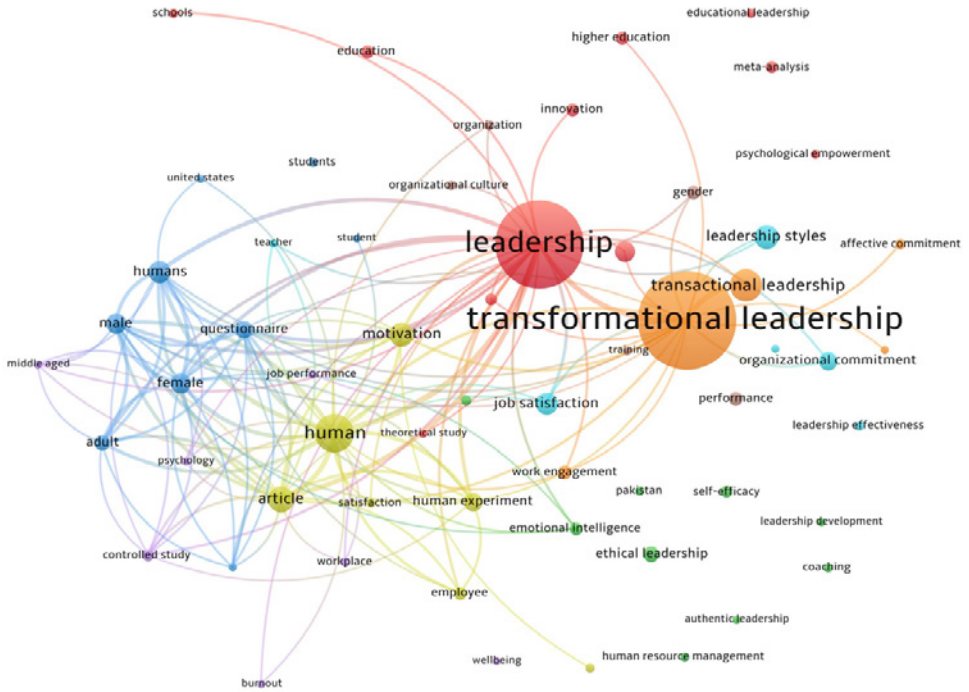 schools
educational leadership
higher education
education
meta-analysis
innovation
organization
psychological empowerment
students
united states
organizational culture
gender
leadership styles
teacher
student
leadership
affective commitment
humans
transactional leadership
male
questionnaire
motivation
transformational leadership
training
middle aged
job performance
organizational commitment
female
job satisfaction
performance
human
theoretical study
leadership effectiveness
adult
psychology
work engagement
article
satisfaction
human experiment
pakistan
self-efficacy
emotional intelligence
leadership development
controlled study
workplace
ethical leadership
coaching
employee
authentic leadership
wellbeing
human resource management
burnout